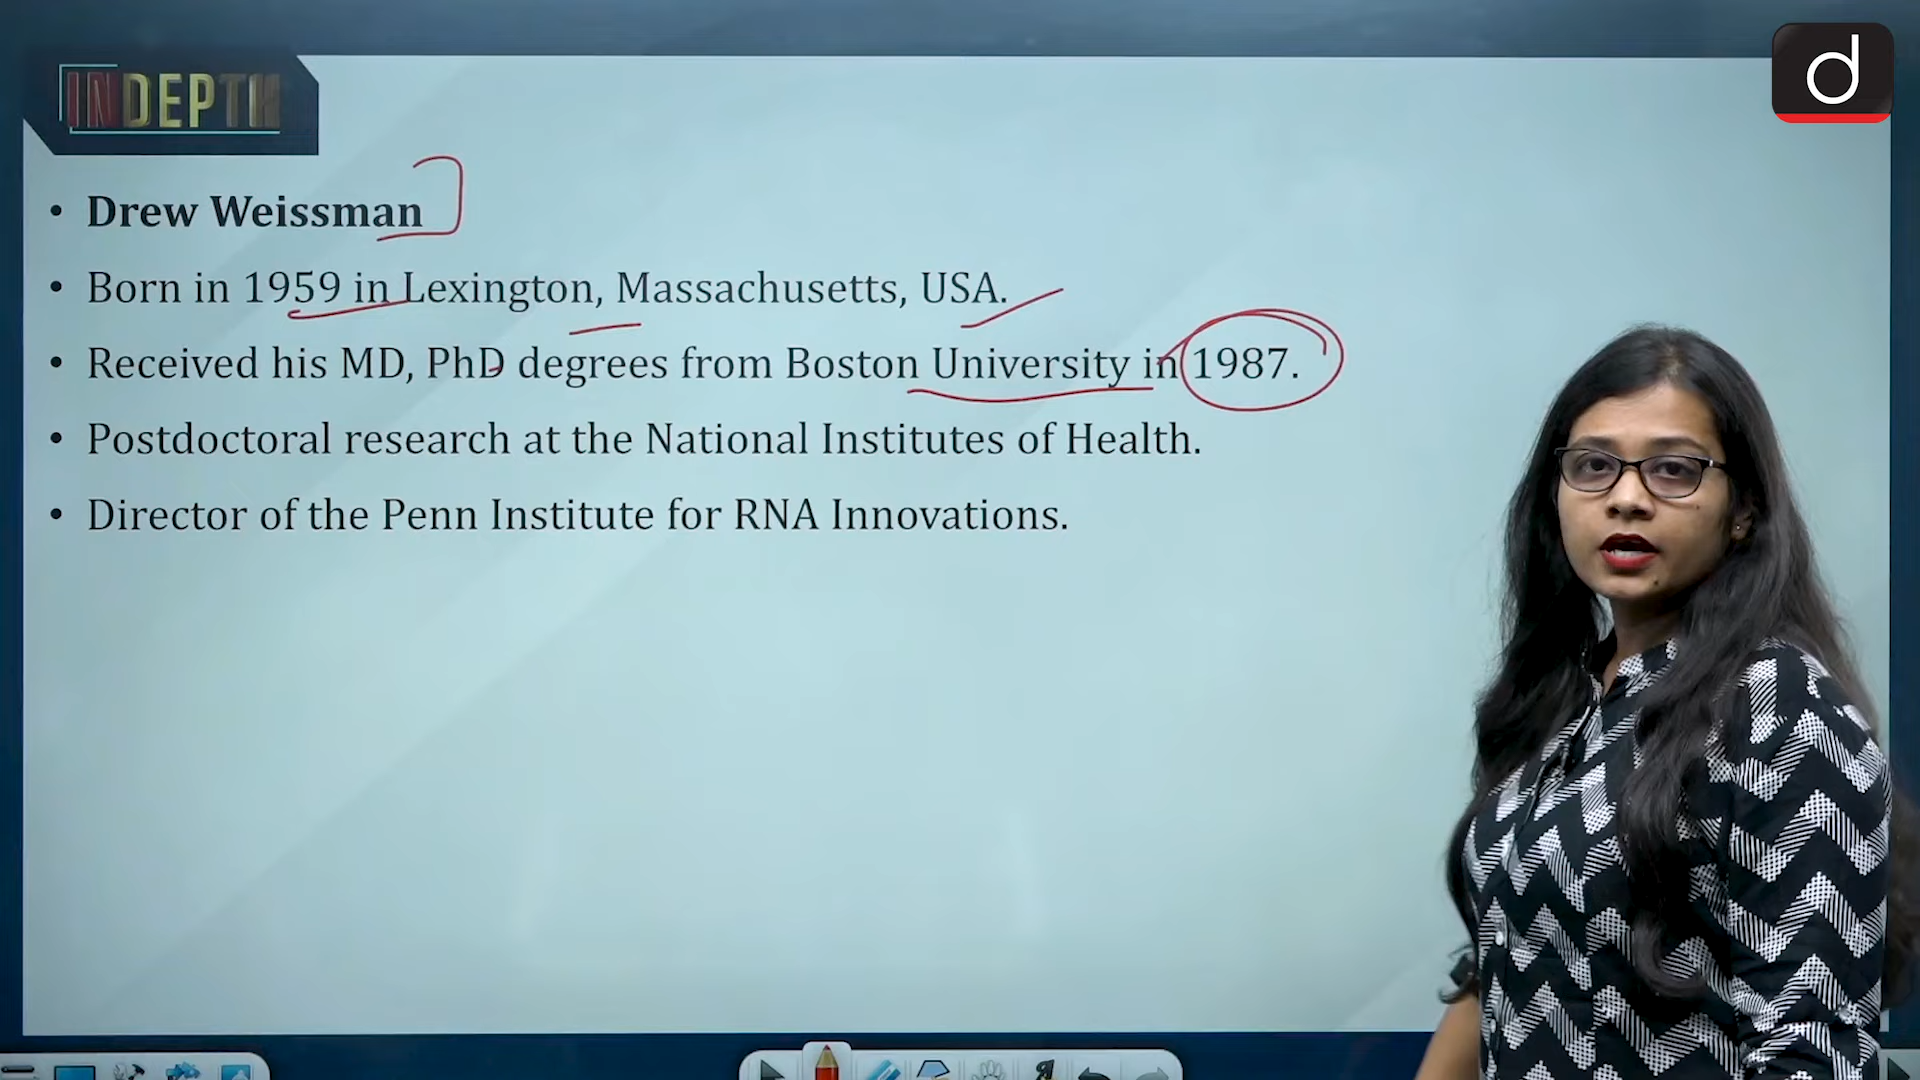 INDEPTH
d
• Drew Weissman
• Born in 1959 in Lexington, Massachusetts, USA.
• Received his MD, PhD degrees from Boston University in 1987.
• Postdoctoral research at the National Institutes of Health.
• Director of the Penn Institute for RNA Innovations.